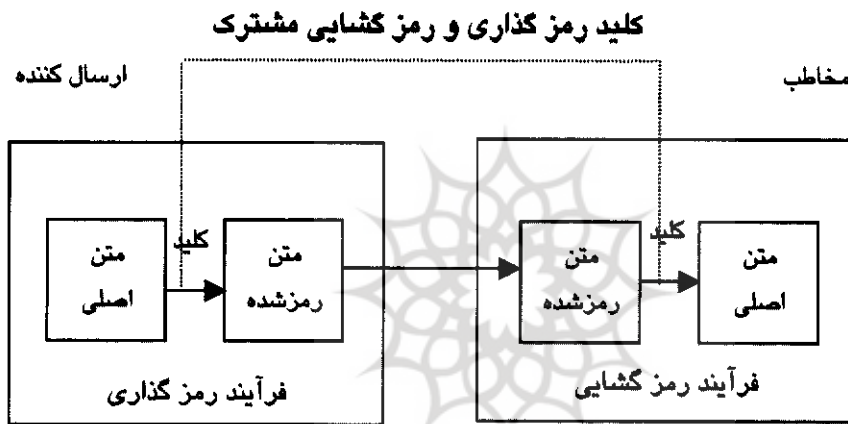 کلید رمز گذاری و رمز گشایی مشترک
ارسال کننده
مخاطب
متن
اصلی
کلید
متن
رمزشده
متن
رمزشده
کلید
متن
اصلی
فرآیند رمز گذاری
فرآیند رمز گشایی